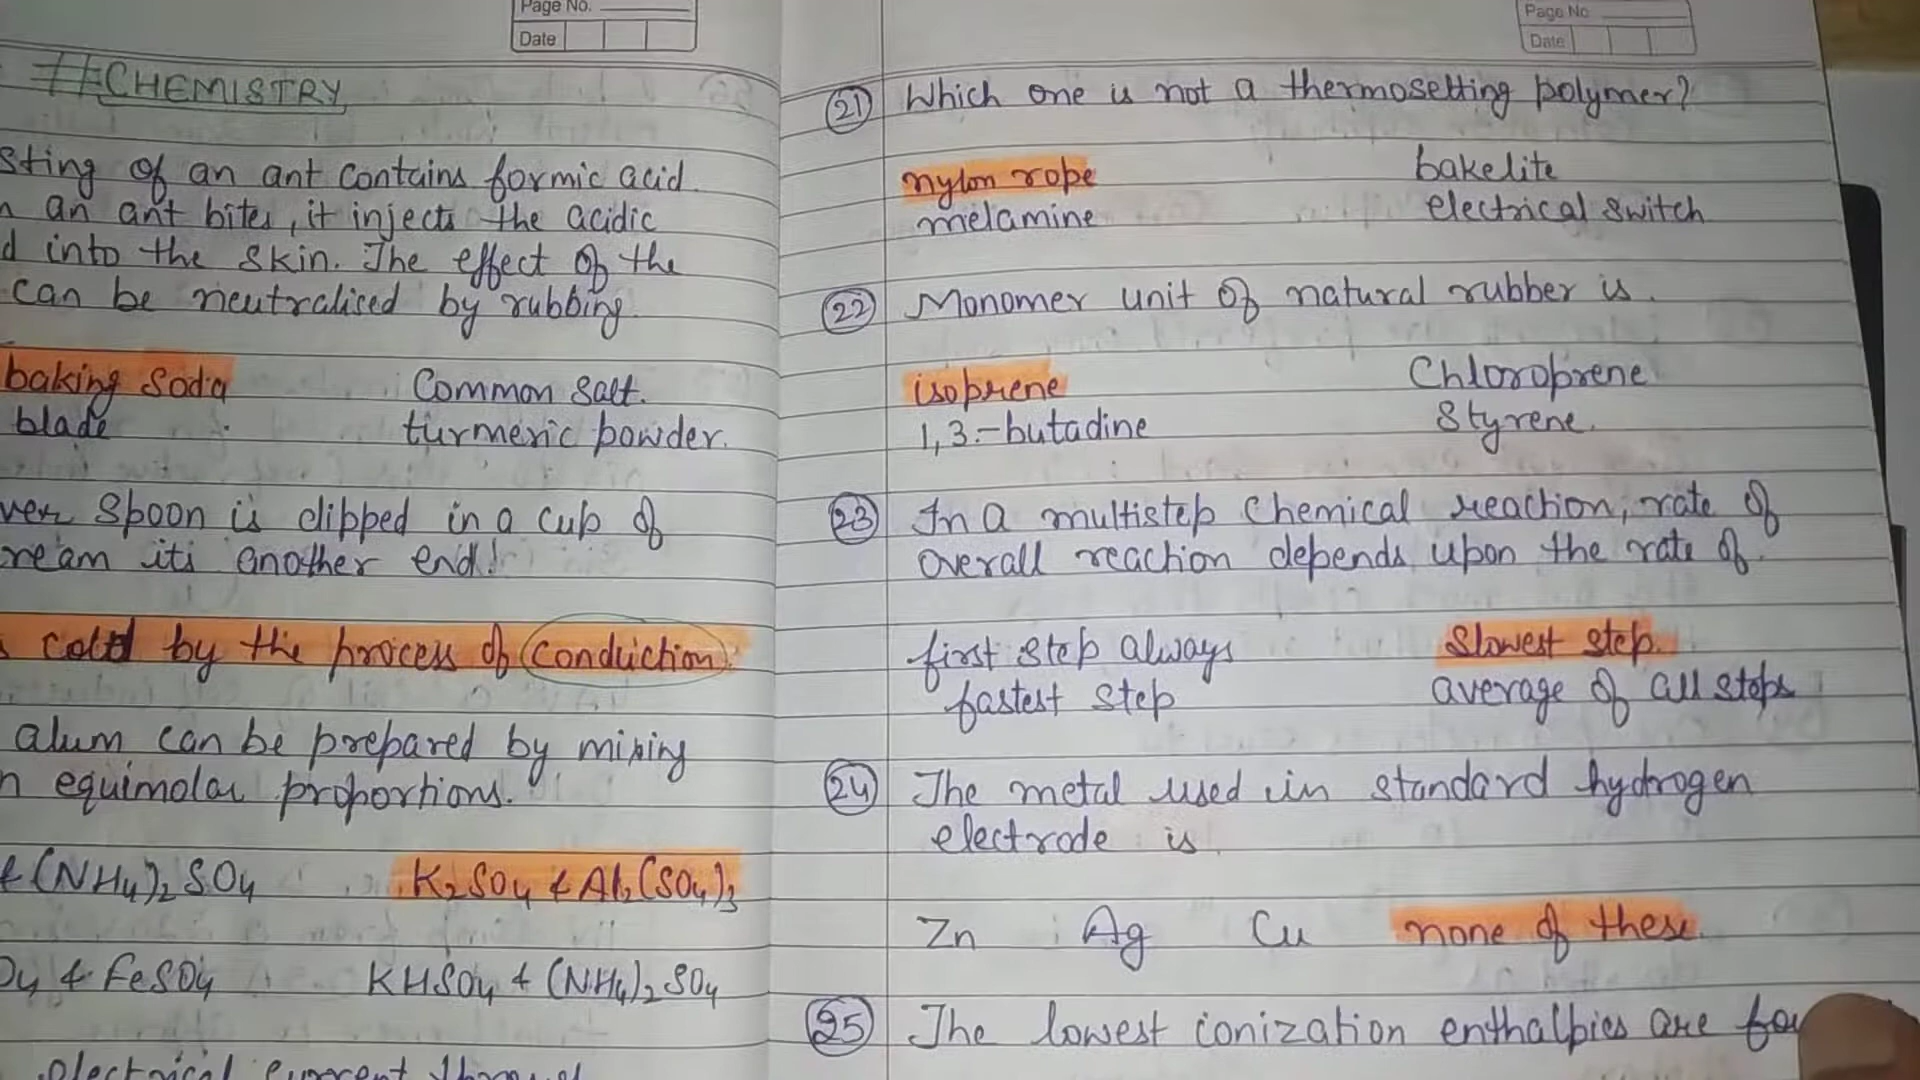 Page No.
Date
#CHEMISTRY
sting of an ant contains formic acid.
an ant bites, it injects the acidic
into the skin. The effect of the
can be neutralised by rubbing
baking soda Common salt.
blade turmeric powder.
spoon is dipped in a cup of
its another end!
cold by the process of conduction.
alum can be prepared by mixing
equimolar proportions.
(NH4)2 SO4 K2SO4 & Al2(SO4)3
& FeSO4 KHSO4 & (NH4)2 SO4
electrical current
Page No.
Date
21 Which one is not a thermosetting polymer?
nylon rope bakelite
melamine electrical switch
22 Monomer unit of natural rubber is.
isoprene Chloroprene
1,3-butadine Styrene.
23 In a multistep chemical reaction, rate of
overall reaction depends upon the rate of.
first step always slowest step.
fastest step average of all steps
24 The metal used in standard hydrogen
electrode is.
Zn Ag Cu none of these.
25 The lowest ionization enthalpies are